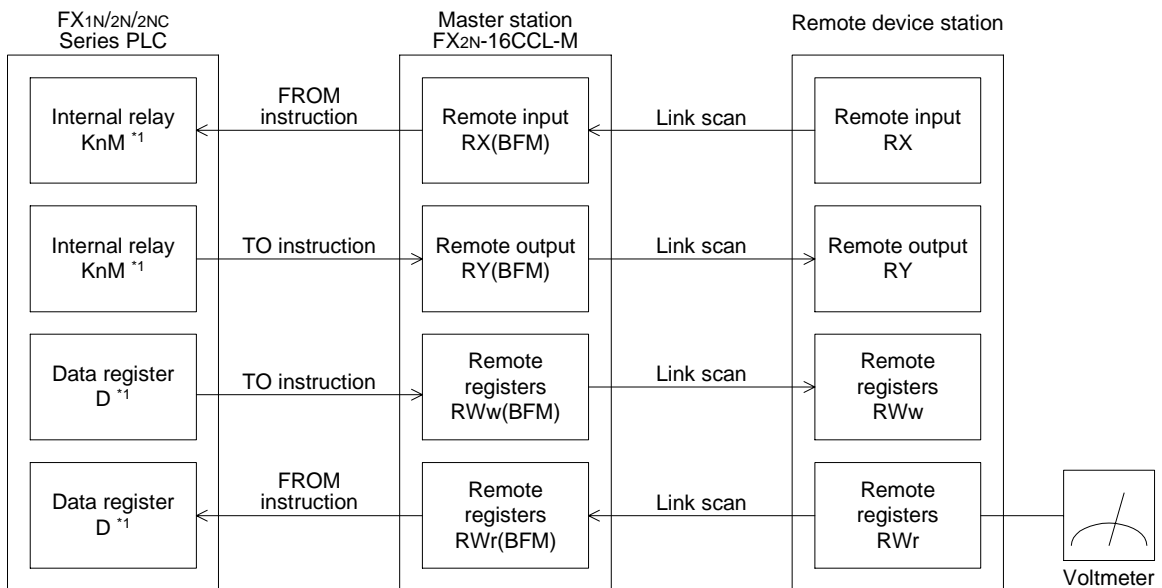 FX1N/2N/2NC
Series PLC
Master station
FX2N-16CCL-M
Remote device station
Internal relay
KnM *1
FROM
instruction
Remote input
RX(BFM)
Link scan
Remote input
RX
Internal relay
KnM *1
TO instruction
Remote output
RY(BFM)
Link scan
Remote output
RY
Data register
D *1
TO instruction
Remote
registers
RWw(BFM)
Link scan
Remote
registers
RWw
Data register
D *1
FROM
instruction
Remote
registers
RWr(BFM)
Link scan
Remote
registers
RWr
Voltmeter